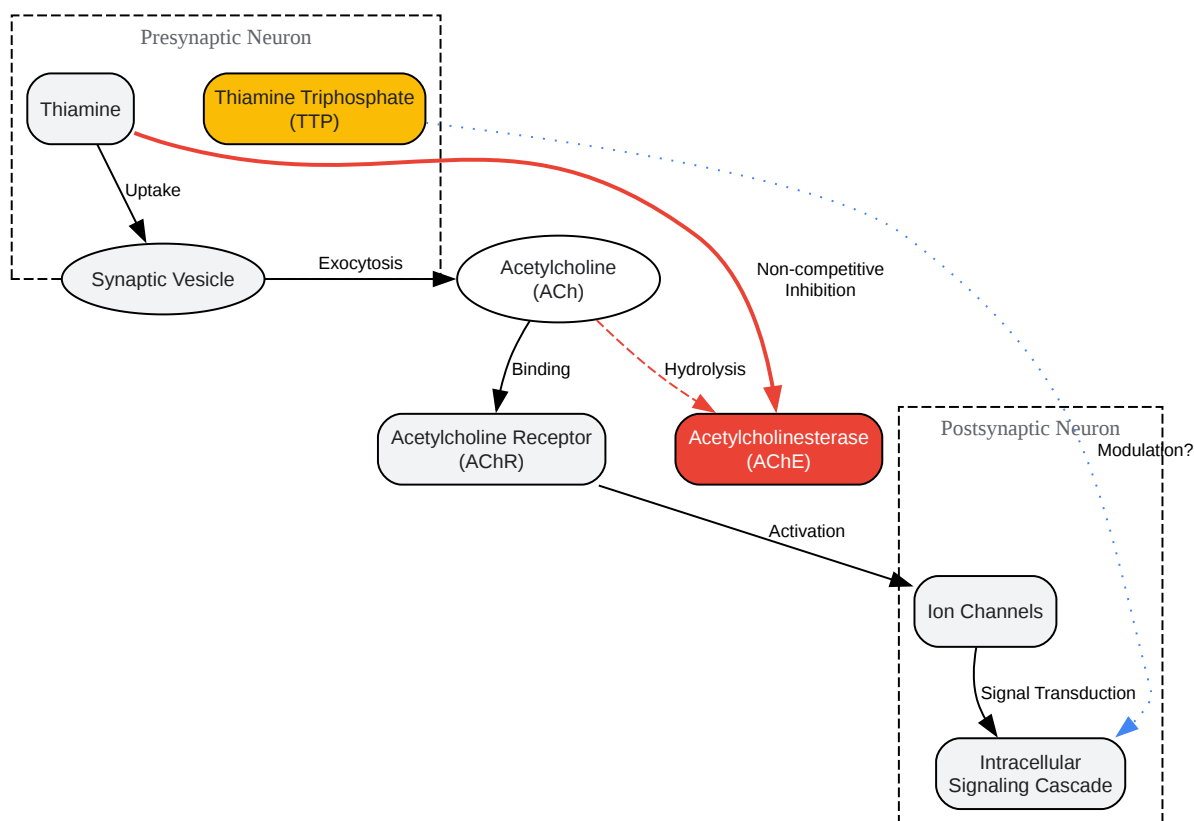 Presynaptic Neuron
Thiamine
Thiamine Triphosphate
(TTP)
Uptake
Synaptic Vesicle
Exocytosis
Acetylcholine
(ACh)
Non-competitive
Inhibition
Binding
Hydrolysis
Acetylcholine Receptor
(AChR)
Acetylcholinesterase
(AChE)
Postsynaptic Neuron
Modulation?
Activation
Ion Channels
Signal Transduction
Intracellular
Signaling Cascade